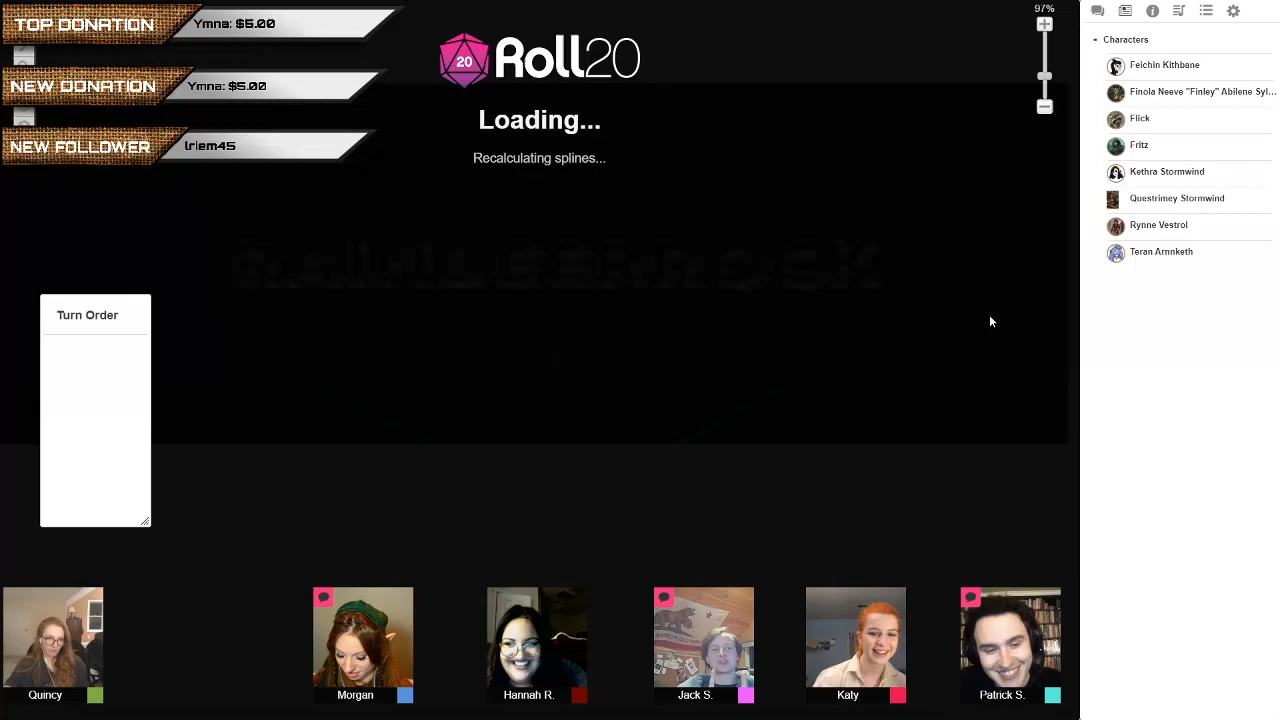 TOP DONATION
Ymna: $5.00
NEW DONATION
Ymna: $5.00
NEW FOLLOWER
lriem45
20
Roll20
Loading...
Recalculating splines...
97%
Characters
Feichin Kithbane
Finola Neeve "Finley" Abilene Syl...
Flick
Fritz
Kethra Stormwind
Questrimey Stormwind
Rynne Vestrol
Teran Arnnketh
Turn Order
Quincy
Morgan
Hannah R.
Jack S.
Katy
Patrick S.